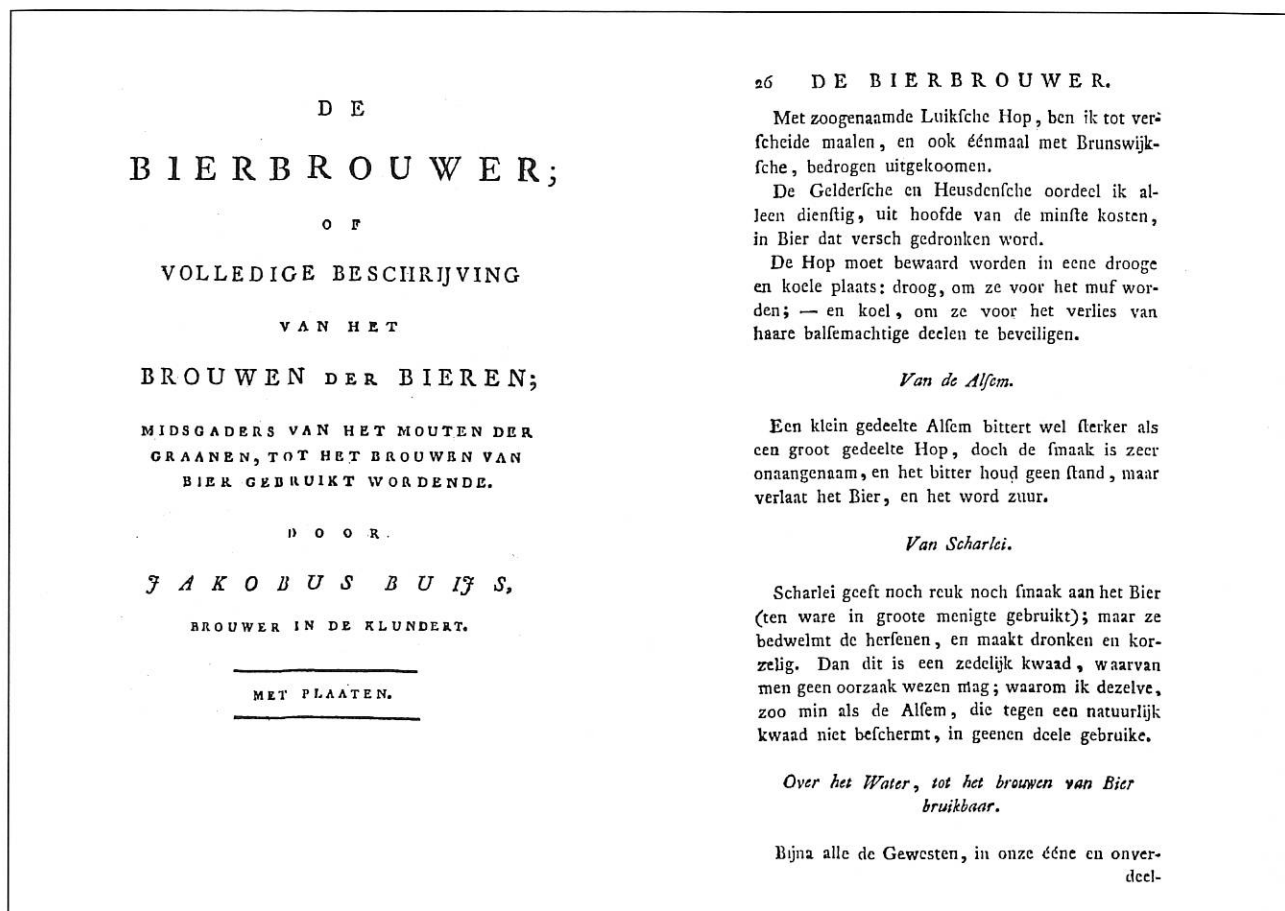 DE
BIERBROUWER;
OF
VOLLEDIGE BESCHRIJVING
VAN HET
BROUWEN DER BIEREN;
MIDSGADERS VAN HET MOUTEN DER
GRAANEN, TOT HET BROUWEN VAN
BIER GEBRUIKT WORDENDE.
DOOR
JAKOBUS BUIJS,
BROUWER IN DE KLUNDERT.
MET PLAATEN.
26 DE BIERBROUWER.
Met zoogenaamde Luikſche Hop, ben ik tot ver-
ſcheide maalen, en ook éénmaal met Brunswijk-
ſche, bedrogen uitgekoomen.
De Gelderſche en Heusdenſche oordeel ik al-
leen dienſtig, uit hoofde van de minſte kosten,
in Bier dat versch gedronken word.
De Hop moet bewaard worden in eene drooge
en koele plaats: droog, om ze voor het muf wor-
den; — en koel, om ze voor het verlies van
haare balſemachtige deelen te beveiligen.
Van de Alſem.
Een klein gedeelte Alſem bittert wel ſterker als
een groot gedeelte Hop, doch de ſmaak is zeer
onaangenaam, en het bitter houd geen ſtand, maar
verlaat het Bier, en het word zuur.
Van Scharlei.
Scharlei geeft noch reuk noch ſmaak aan het Bier
(ten ware in groote menigte gebruikt); maar ze
bedwelmt de herſenen, en maakt dronken en kor-
zelig. Dan dit is een zedelijk kwaad, waarvan
men geen oorzaak wezen mag; waarom ik dezelve,
zoo min als de Alſem, die tegen een natuurlijk
kwaad niet beſchermt, in geenen deele gebruike.
Over het Water, tot het brouwen van Bier
bruikbaar.
Bijna alle de Gewesten, in onze ééne en onver-
deel-